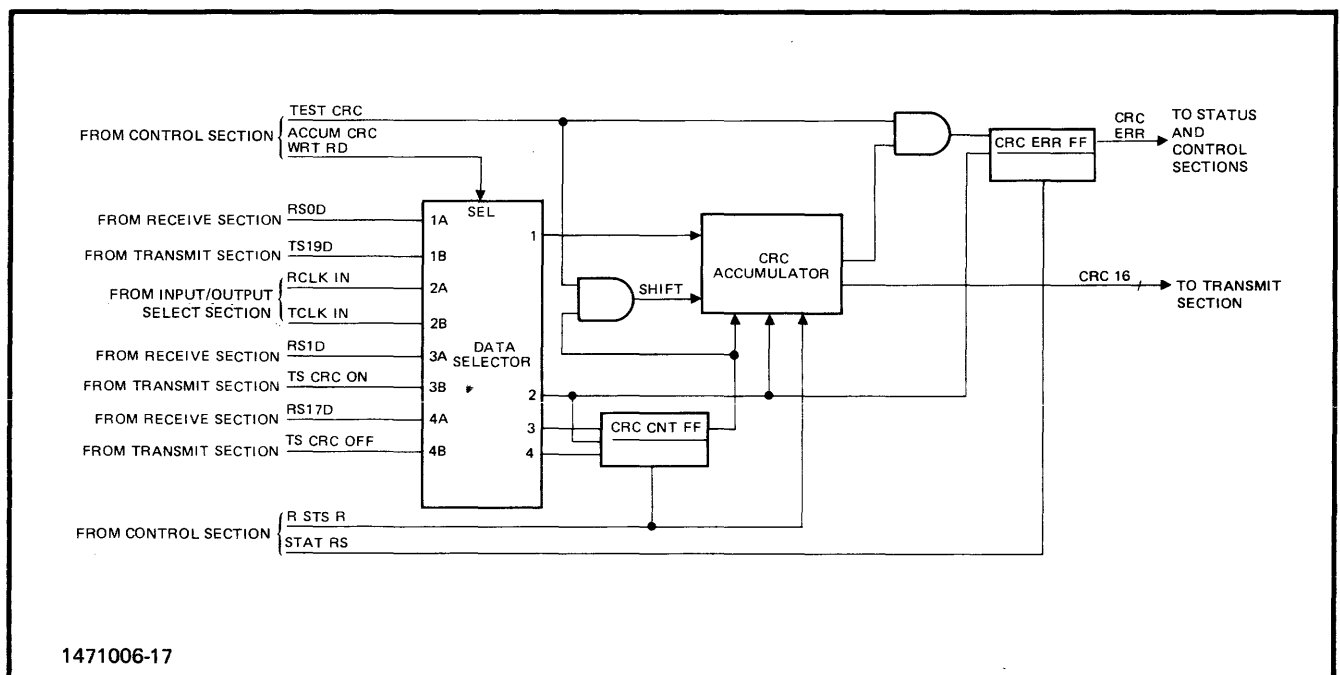 TEST CRC
FROM CONTROL SECTION
ACCUM CRC
WRT RD
CRC ERR FF
CRC
ERR
TO STATUS
AND
CONTROL
SECTIONS
SEL
FROM RECEIVE SECTION RS0D 1A
1
FROM TRANSMIT SECTION TS19D 1B
CRC
ACCUMULATOR
FROM INPUT/OUTPUT
SELECT SECTION
RCLK IN 2A
SHIFT
CRC 16
TO TRANSMIT
SECTION
TCLK IN 2B
DATA
SELECTOR
FROM RECEIVE SECTION RS1D 3A
FROM TRANSMIT SECTION TS CRC ON 3B
2
FROM RECEIVE SECTION RS17D 4A
3
CRC CNT FF
FROM TRANSMIT SECTION TS CRC OFF 4B
4
FROM CONTROL SECTION
R STS R
STAT RS
1471006-17